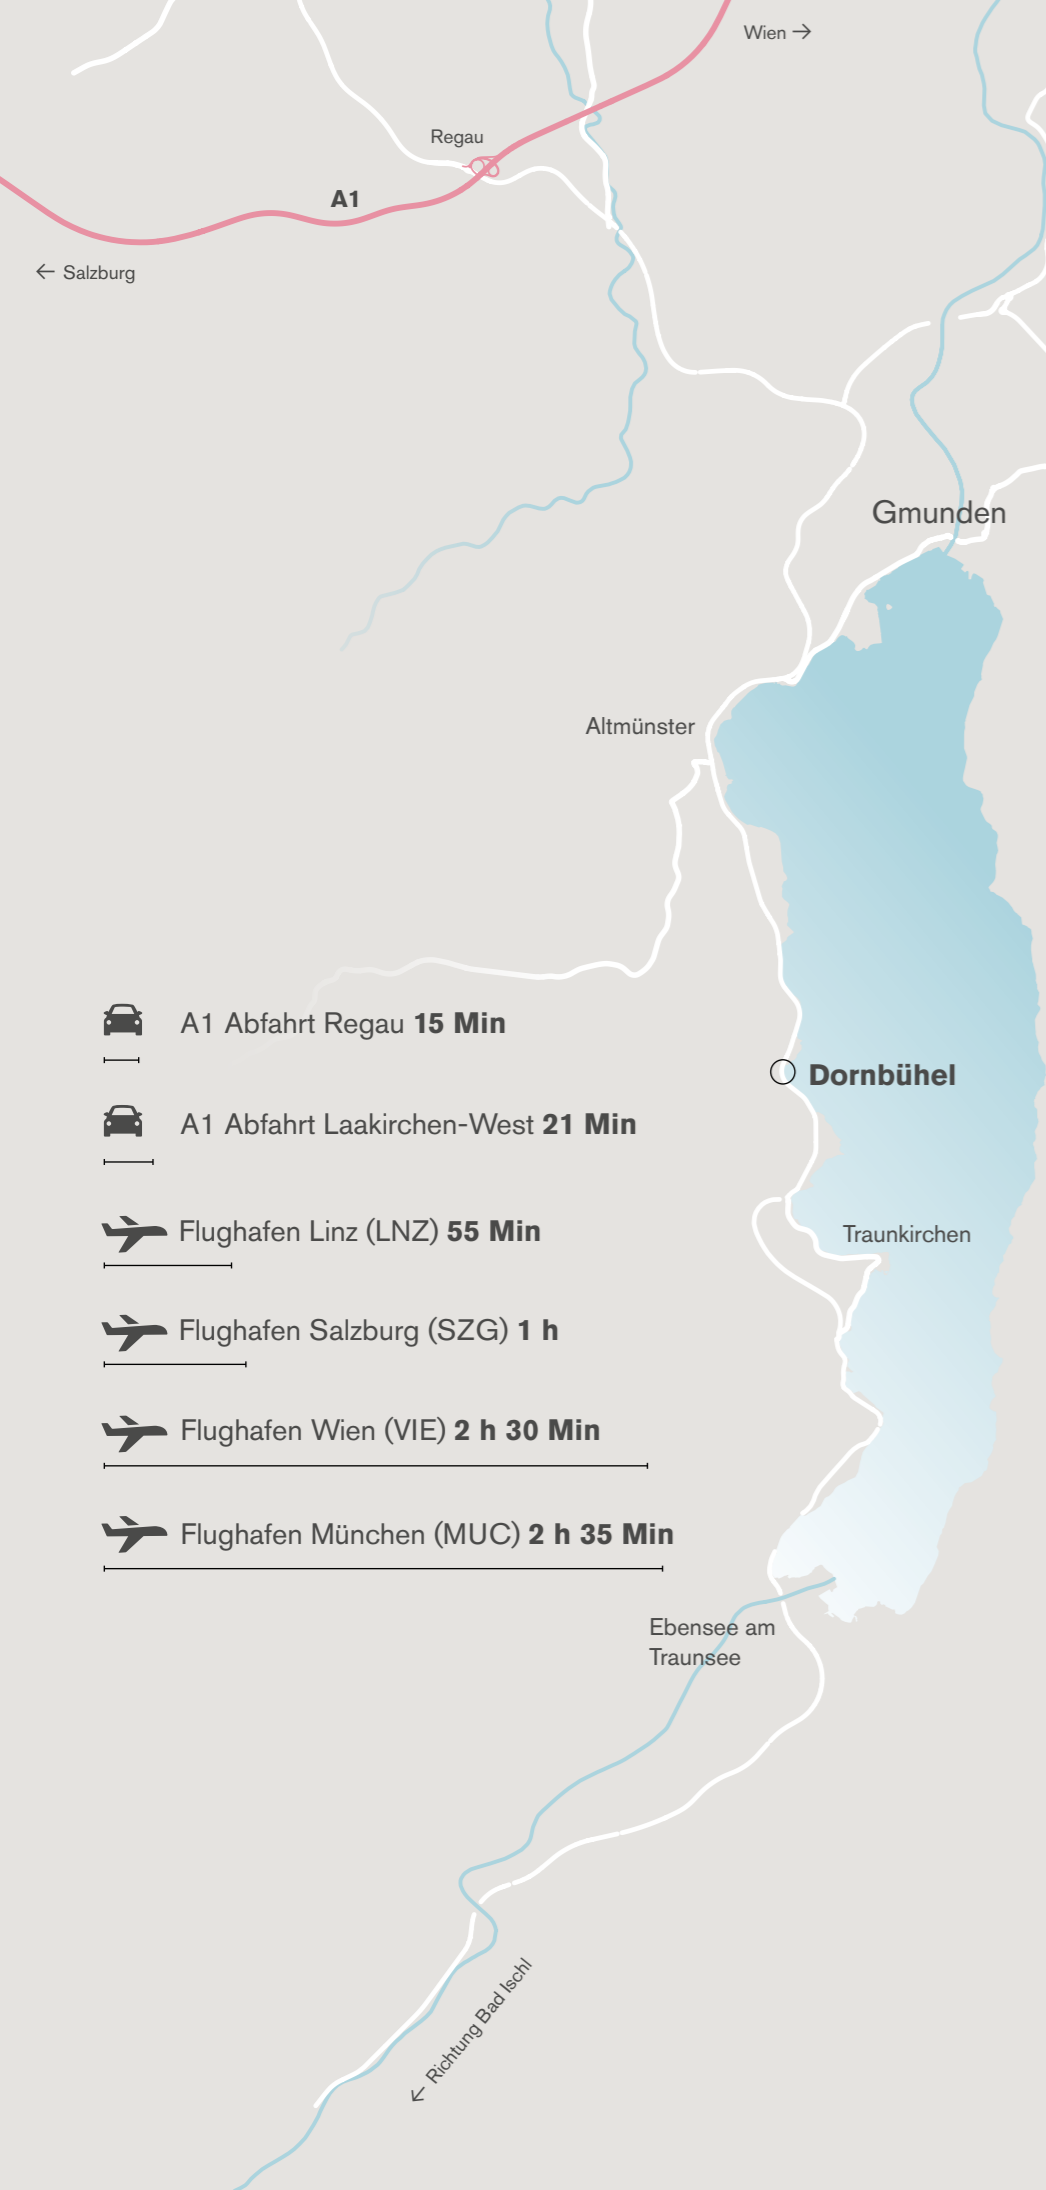 Wien →
Regau
A1
← Salzburg
Gmunden
Altmünster
A1 Abfahrt Regau 15 Min
Dornbühel
A1 Abfahrt Laakirchen-West 21 Min
Flughafen Linz (LNZ) 55 Min
Traunkirchen
Flughafen Salzburg (SZG) 1 h
Flughafen Wien (VIE) 2 h 30 Min
Flughafen München (MUC) 2 h 35 Min
Ebensee am
Traunsee
← Richtung Bad Ischl